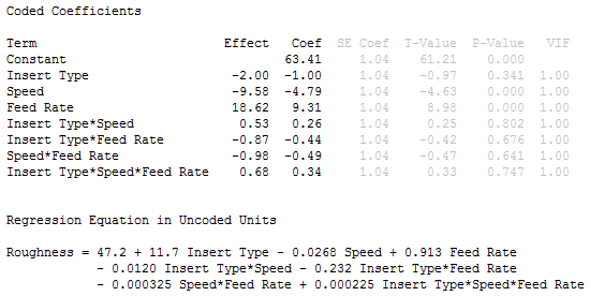 Coded Coefficients
Term Effect Coef SE Coef T-Value P-Value VIF
Constant 63.41 1.04 61.21 0.000
Insert Type -2.00 -1.00 1.04 -0.97 0.341 1.00
Speed -9.58 -4.79 1.04 -4.63 0.000 1.00
Feed Rate 18.62 9.31 1.04 8.98 0.000 1.00
Insert Type*Speed 0.53 0.26 1.04 0.25 0.802 1.00
Insert Type*Feed Rate -0.87 -0.44 1.04 -0.42 0.676 1.00
Speed*Feed Rate -0.98 -0.49 1.04 -0.47 0.641 1.00
Insert Type*Speed*Feed Rate 0.68 0.34 1.04 0.33 0.747 1.00
Regression Equation in Uncoded Units
Roughness = 47.2 + 11.7 Insert Type - 0.0268 Speed + 0.913 Feed Rate
- 0.0120 Insert Type*Speed - 0.232 Insert Type*Feed Rate
- 0.000325 Speed*Feed Rate + 0.000225 Insert Type*Speed*Feed Rate